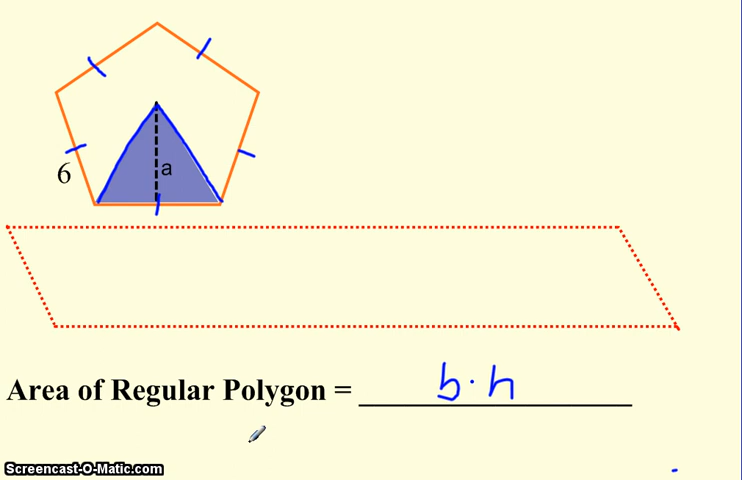 a
6
Area of Regular Polygon = b · h
Screencast-O-Matic.com